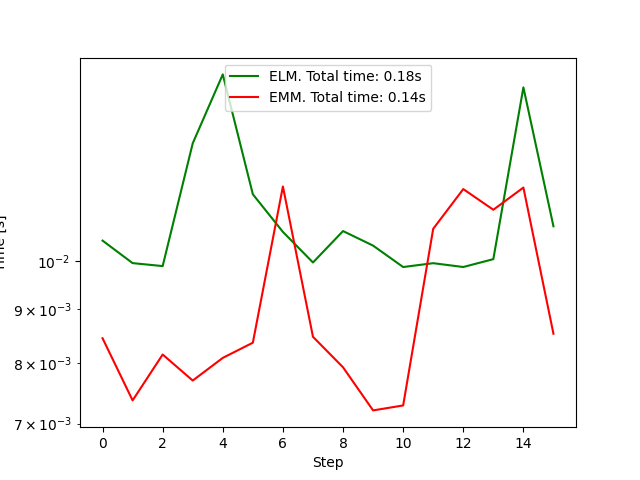 ELM. Total time: 0.18s
EMM. Total time: 0.14s
Time [s]
10⁻²
9 × 10⁻³
8 × 10⁻³
7 × 10⁻³
0 2 4 6 8 10 12 14
Step